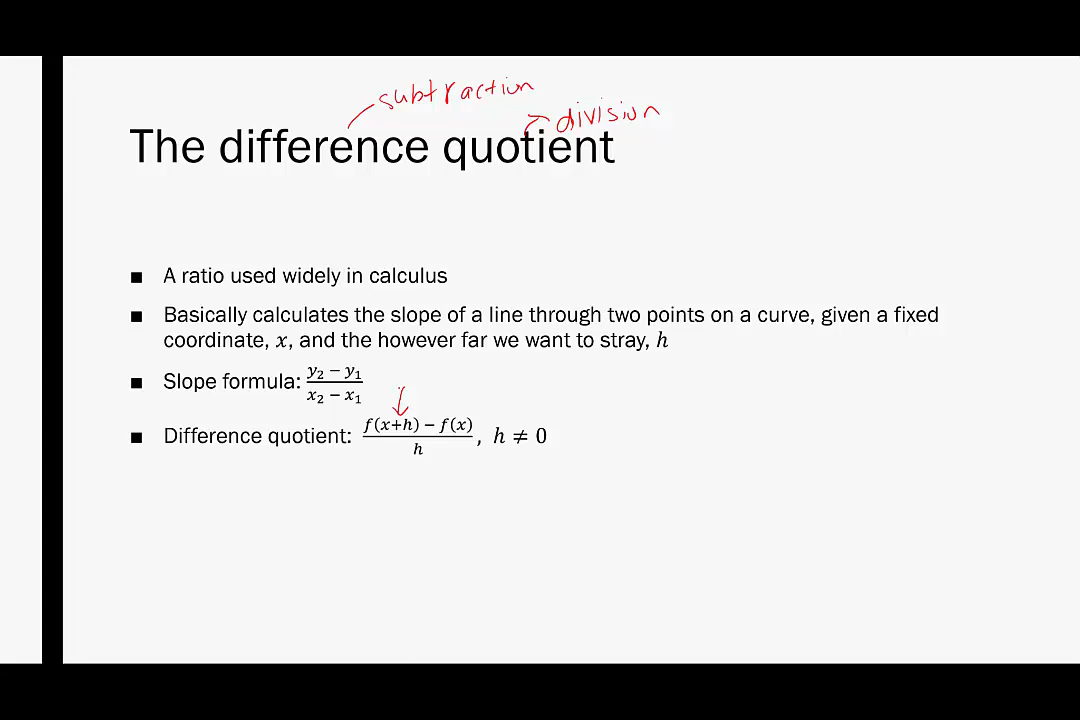 subtraction
division
The difference quotient
■ A ratio used widely in calculus
■ Basically calculates the slope of a line through two points on a curve, given a fixed
coordinate, x, and the however far we want to stray, h
■ Slope formula: (y₂ − y₁)/(x₂ − x₁)
■ Difference quotient: (f(x+h) − f(x))/h, h ≠ 0